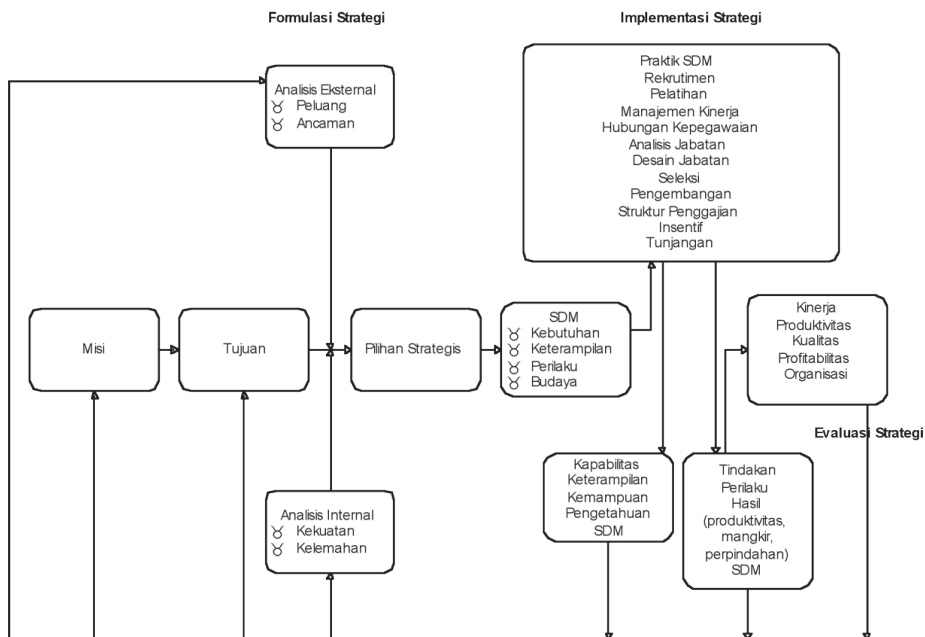 Formulasi Strategi
Implementasi Strategi
Analisis Eksternal
Peluang
Ancaman
Praktik SDM
Rekrutimen
Pelatihan
Manajemen Kinerja
Hubungan Kepegawaian
Analisis Jabatan
Desain Jabatan
Seleksi
Pengembangan
Struktur Penggajian
Insentif
Tunjangan
Misi
Tujuan
Pilihan Strategis
SDM
Kebutuhan
Keterampilan
Perilaku
Budaya
Kinerja
Produktivitas
Kualitas
Profitabilitas
Organisasi
Evaluasi Strategi
Analisis Internal
Kekuatan
Kelemahan
Kapabilitas
Keterampilan
Kemampuan
Pengetahuan
SDM
Tindakan
Perilaku
Hasil
(produktivitas,
mangkir,
perpindahan)
SDM